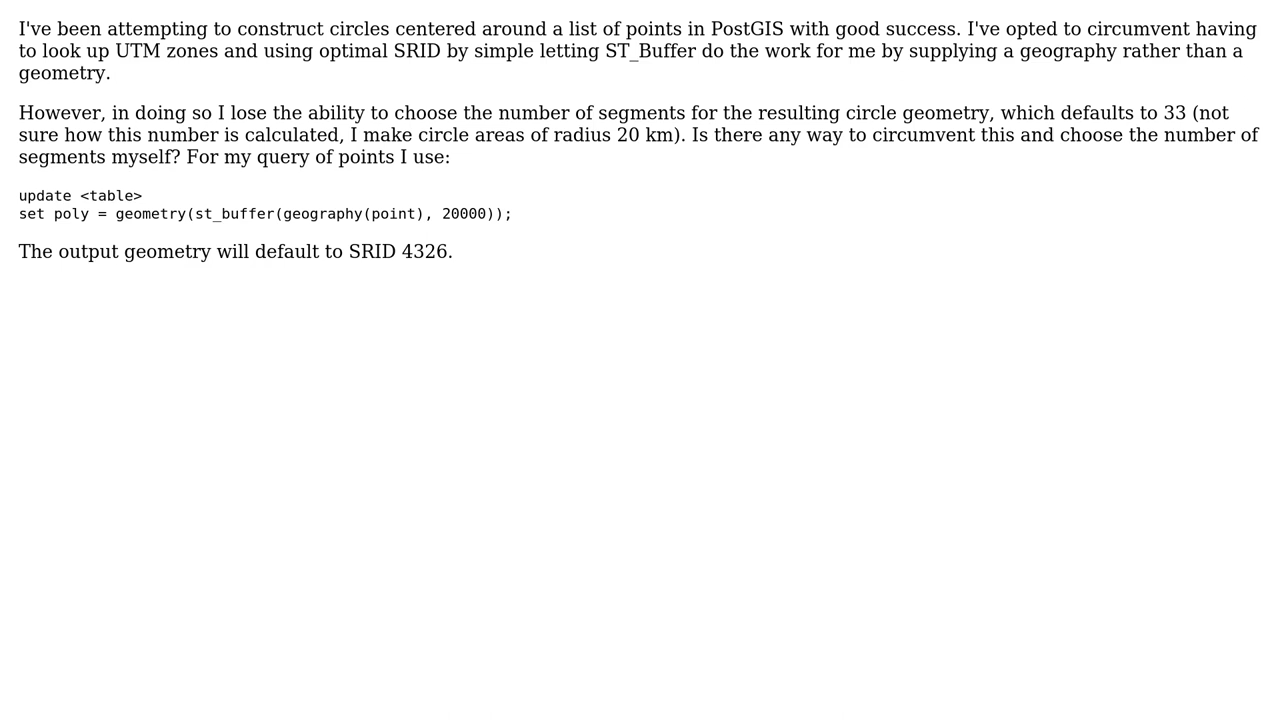 I've been attempting to construct circles centered around a list of points in PostGIS with good success. I've opted to circumvent having
to look up UTM zones and using optimal SRID by simple letting ST_Buffer do the work for me by supplying a geography rather than a
geometry.
However, in doing so I lose the ability to choose the number of segments for the resulting circle geometry, which defaults to 33 (not
sure how this number is calculated, I make circle areas of radius 20 km). Is there any way to circumvent this and choose the number of
segments myself? For my query of points I use:
update <table>
set poly = geometry(st_buffer(geography(point), 20000));
The output geometry will default to SRID 4326.